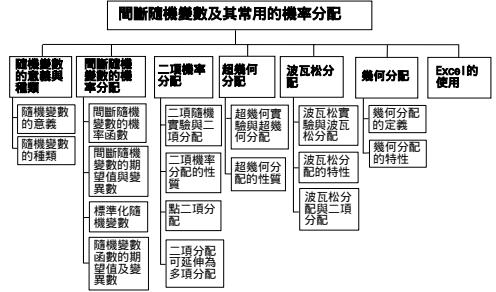 間斷隨機變數及其常用的機率分配
隨機變數
的意義與
種類
隨機變數
的意義
隨機變數
的種類
間斷隨機
變數的機
率分配
間斷隨機
變數的機
率函數
間斷隨機
變數的期
望值與變
異數
標準化隨
機變數
隨機變數
函數的期
望值及變
異數
二項機率
分配
二項隨機
實驗與二
項分配
二項機率
分配的性
質
點二項分
配
二項分配
可延伸為
多項分配
超幾何
分配
超幾何實
驗與超幾
何分配
超幾何分
配的性質
波瓦松分
配
波瓦松實
驗與波瓦
松分配
波瓦松分
配的特性
波瓦松分
配與二項
分配
幾何分配
幾何分配
的定義
幾何分配
的特性
Excel的
使用